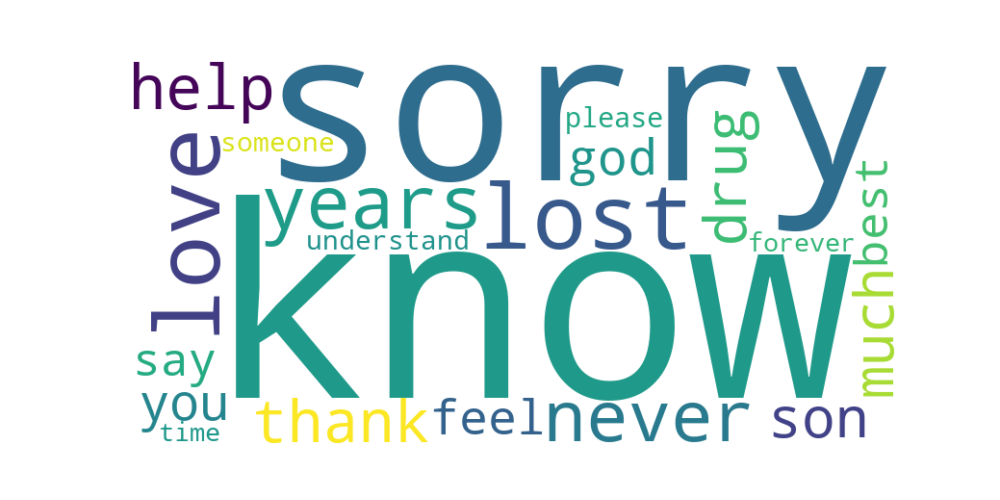 help
sorry
please
someone
god
drug
love
years
lost
best
understand
forever
know
much
say
you
thank
feel
never
son
time